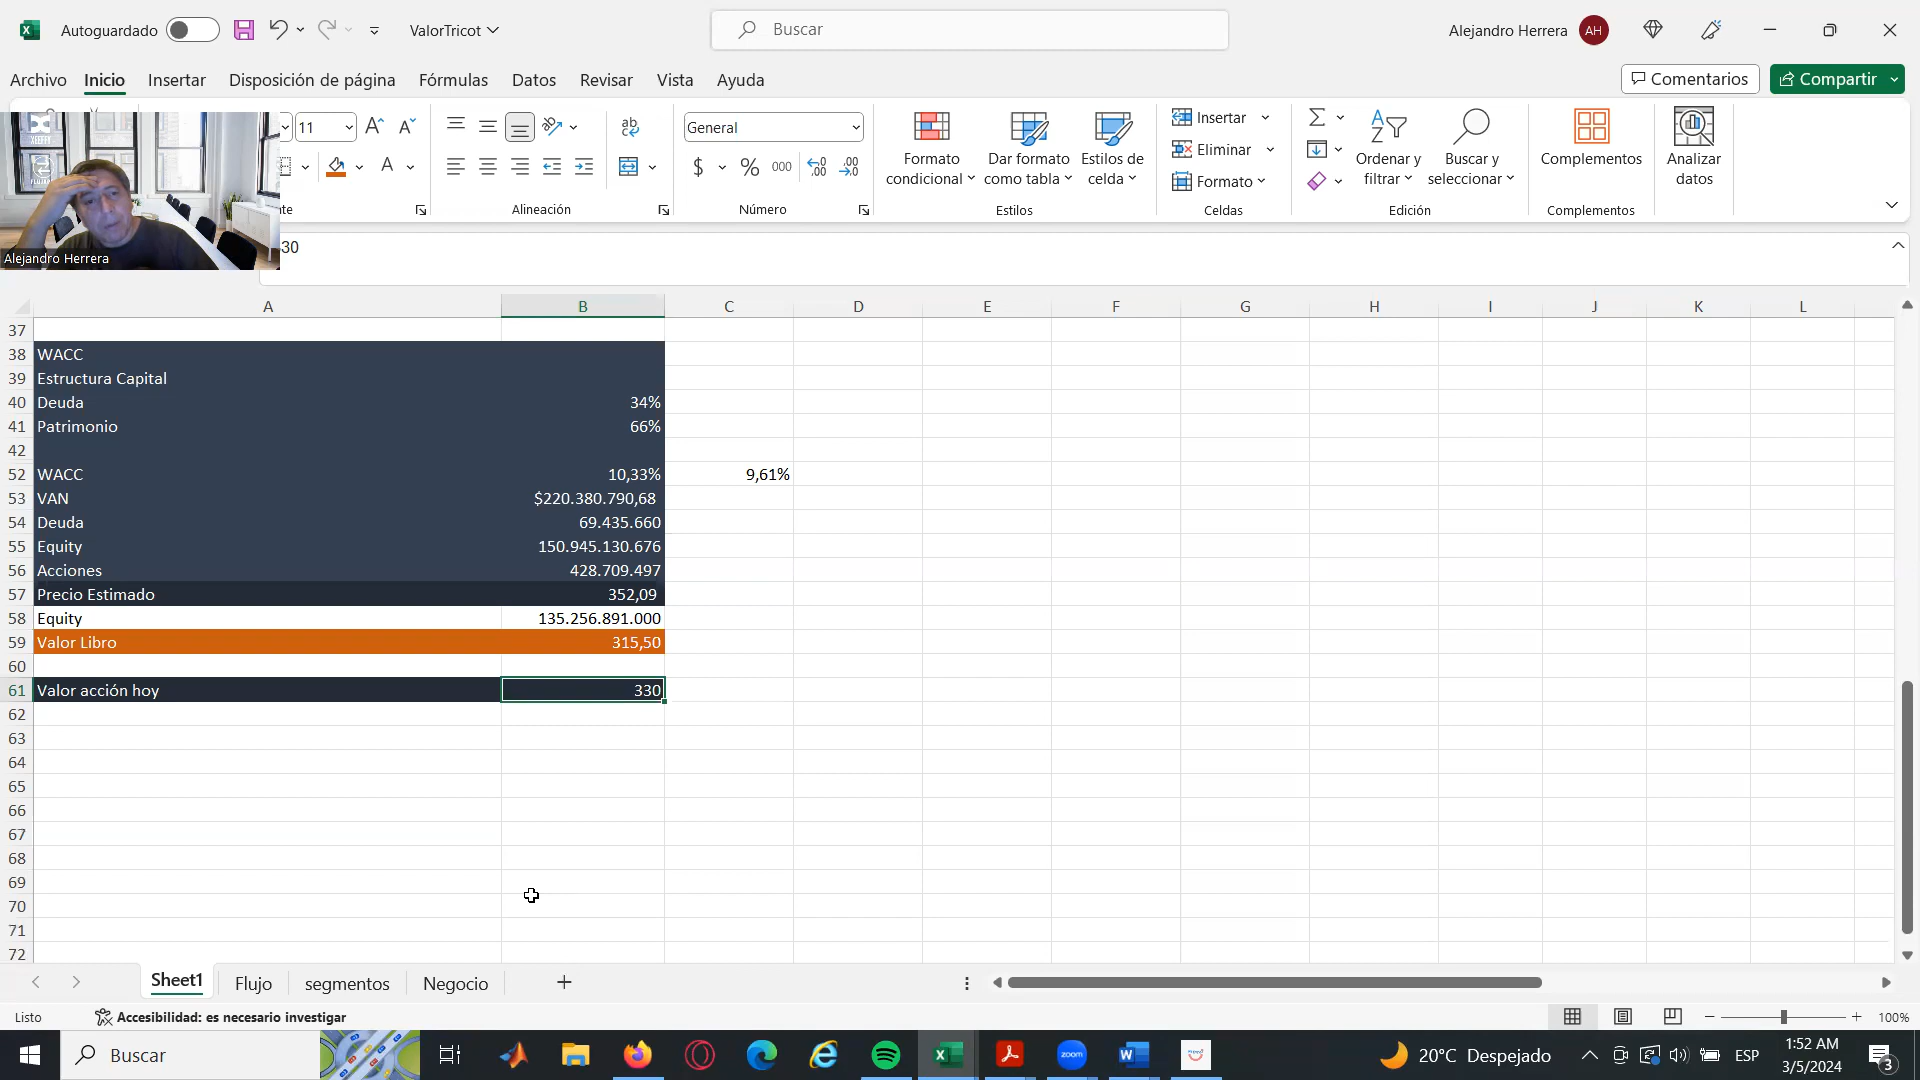 Autoguardado
ValorTricot
Buscar
Alejandro Herrera
AH
Archivo Inicio Insertar Disposición de página Fórmulas Datos Revisar Vista Ayuda
Comentarios
Compartir
11
General
$ % 000
Formato condicional
Dar formato como tabla
Estilos de celda
Insertar
Eliminar
Formato
Ordenar y filtrar
Buscar y seleccionar
Complementos
Analizar datos
Alineación
Número
Estilos
Celdas
Edición
Complementos
Alejandro Herrera
30
A B C D E F G H I J K L
37
38 WACC
39 Estructura Capital
40 Deuda 34%
41 Patrimonio 66%
42
52 WACC 10,33% 9,61%
53 VAN $220.380.790,68
54 Deuda 69.435.660
55 Equity 150.945.130.676
56 Acciones 428.709.497
57 Precio Estimado 352,09
58 Equity 135.256.891.000
59 Valor Libro 315,50
60
61 Valor acción hoy 330
62
63
64
65
66
67
68
69
70
71
72
Sheet1 Flujo segmentos Negocio
Listo
Accesibilidad: es necesario investigar
100%
Buscar
zoom
20°C Despejado
ESP
1:52 AM
3/5/2024
3